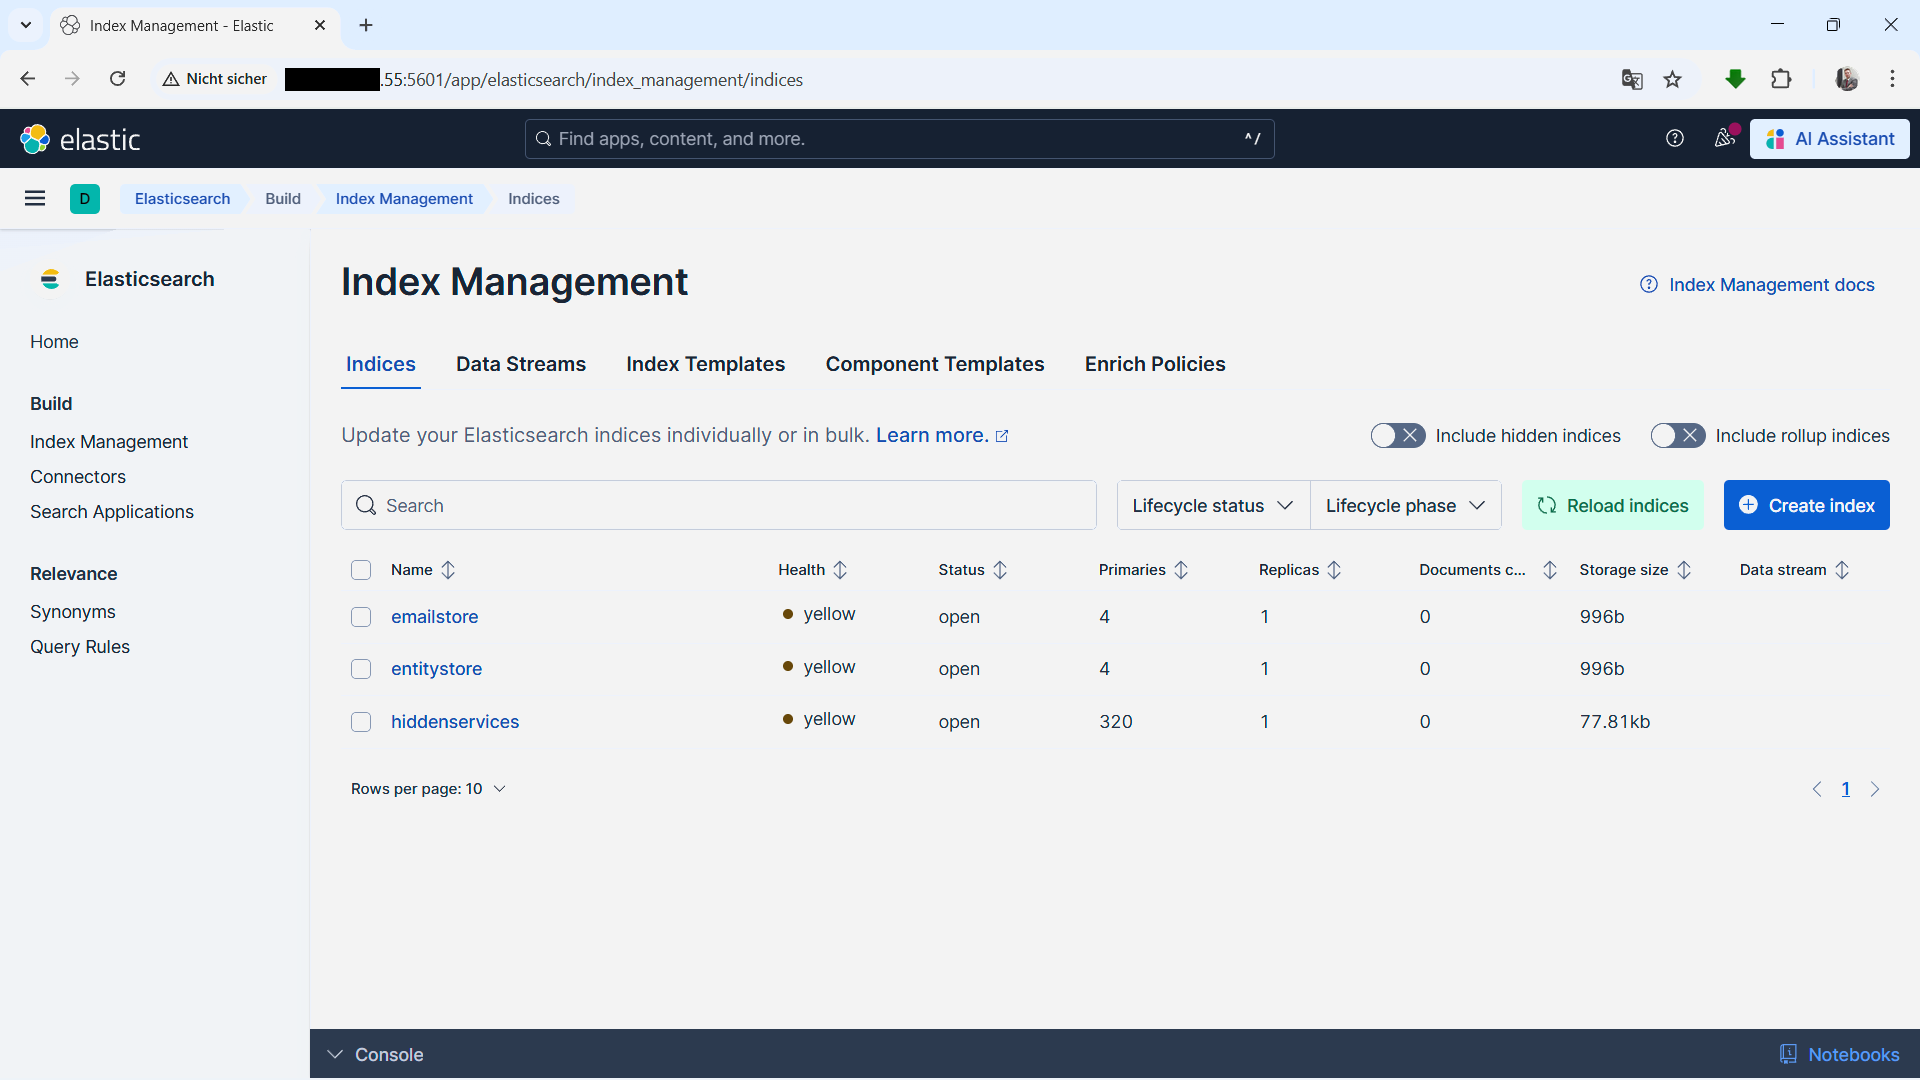 Index Management - Elastic
Nicht sicher
.55:5601/app/elasticsearch/index_management/indices
elastic
Find apps, content, and more.
^/
AI Assistant
D
Elasticsearch
Build
Index Management
Indices
Elasticsearch
Home
Build
Index Management
Connectors
Search Applications
Relevance
Synonyms
Query Rules
Index Management
Index Management docs
Indices
Data Streams
Index Templates
Component Templates
Enrich Policies
Update your Elasticsearch indices individually or in bulk. Learn more.
Include hidden indices
Include rollup indices
Search
Lifecycle status
Lifecycle phase
Reload indices
Create index
Name Health Status Primaries Replicas Documents c... Storage size Data stream
emailstore yellow open 4 1 0 996b
entitystore yellow open 4 1 0 996b
hiddenservices yellow open 320 1 0 77.81kb
Rows per page: 10
1
Console
Notebooks